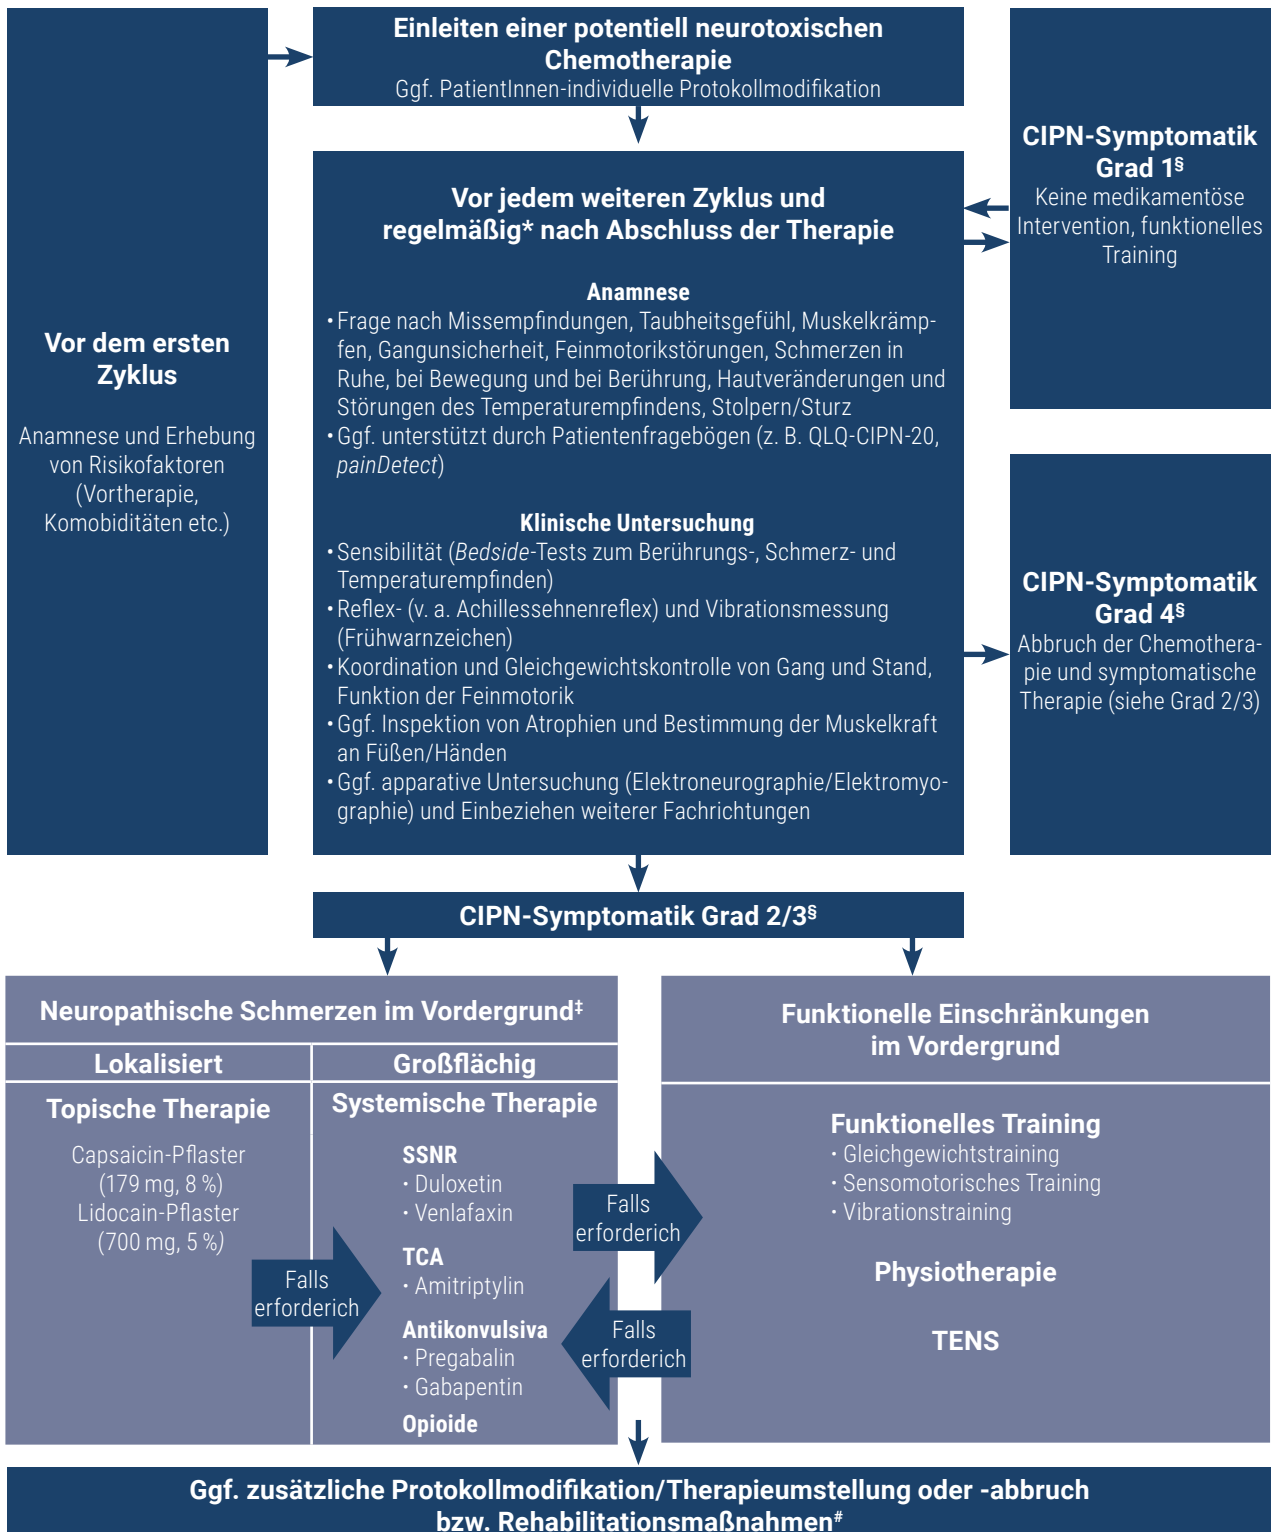 Einleiten einer potentiell neurotoxischen
Chemotherapie
Ggf. PatientInnen-individuelle Protokollmodifikation
Vor dem ersten
Zyklus
Anamnese und Erhebung
von Risikofaktoren
(Vortherapie,
Komobiditäten etc.)
Vor jedem weiteren Zyklus und
regelmäßig* nach Abschluss der Therapie
Anamnese
• Frage nach Missempfindungen, Taubheitsgefühl, Muskelkrämp-
fen, Gangunsicherheit, Feinmotorikstörungen, Schmerzen in
Ruhe, bei Bewegung und bei Berührung, Hautveränderungen und
Störungen des Temperaturempfindens, Stolpern/Sturz
• Ggf. unterstützt durch Patientenfragebögen (z. B. QLQ-CIPN-20,
painDetect)
Klinische Untersuchung
• Sensibilität (Bedside-Tests zum Berührungs-, Schmerz- und
Temperaturempfinden)
• Reflex- (v. a. Achillessehnenreflex) und Vibrationsmessung
(Frühwarnzeichen)
• Koordination und Gleichgewichtskontrolle von Gang und Stand,
Funktion der Feinmotorik
• Ggf. Inspektion von Atrophien und Bestimmung der Muskelkraft
an Füßen/Händen
• Ggf. apparative Untersuchung (Elektroneurographie/Elektromyo-
graphie) und Einbeziehen weiterer Fachrichtungen
CIPN-Symptomatik
Grad 1§
Keine medikamentöse
Intervention, funktionelles
Training
CIPN-Symptomatik
Grad 4§
Abbruch der Chemothera-
pie und symptomatische
Therapie (siehe Grad 2/3)
CIPN-Symptomatik Grad 2/3§
Neuropathische Schmerzen im Vordergrund‡
Lokalisiert
Topische Therapie
Capsaicin-Pflaster
(179 mg, 8 %)
Lidocain-Pflaster
(700 mg, 5 %)
Falls
erforderich
Großflächig
Systemische Therapie
SSNR
• Duloxetin
• Venlafaxin
TCA
• Amitriptylin
Antikonvulsiva
• Pregabalin
• Gabapentin
Opioide
Falls
erforderich
Falls
erforderich
Funktionelle Einschränkungen
im Vordergrund
Funktionelles Training
• Gleichgewichtstraining
• Sensomotorisches Training
• Vibrationstraining
Physiotherapie
TENS
Ggf. zusätzliche Protokollmodifikation/Therapieumstellung oder -abbruch
bzw. Rehabilitationsmaßnahmen#